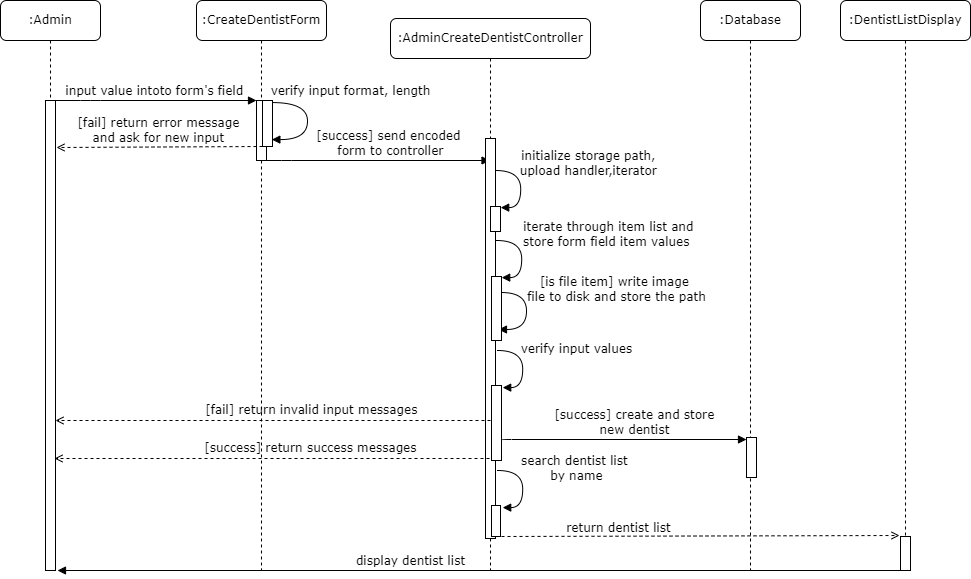 :Admin
:CreateDentistForm
:AdminCreateDentistController
:Database
:DentistListDisplay
input value intoto form's field
verify input format, length
[fail] return error message
and ask for new input
[success] send encoded
form to controller
initialize storage path,
upload handler,iterator
iterate through item list and
store form field item values
[is file item] write image
file to disk and store the path
verify input values
[fail] return invalid input messages
[success] create and store
new dentist
[success] return success messages
search dentist list
by name
return dentist list
display dentist list